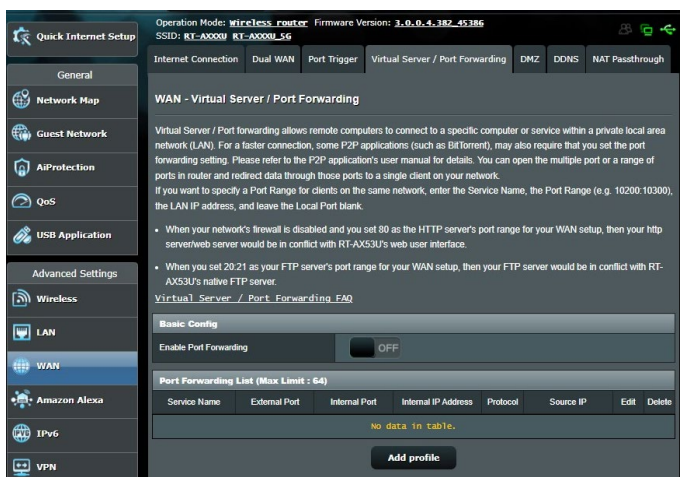 Quick Internet Setup
General
Network Map
Guest Network
AiProtection
QoS
USB Application
Advanced Settings
Wireless
LAN
WAN
Amazon Alexa
IPv6
VPN
Operation Mode: Wireless router Firmware Version: 3.0.0.4.382_45386
SSID: RT-AXXXU RT-AXXXU_5G
Internet Connection Dual WAN Port Trigger Virtual Server / Port Forwarding DMZ DDNS NAT Passthrough
WAN - Virtual Server / Port Forwarding
Virtual Server / Port forwarding allows remote computers to connect to a specific computer or service within a private local area
network (LAN). For a faster connection, some P2P applications (such as BitTorrent), may also require that you set the port
forwarding setting. Please refer to the P2P application's user manual for details. You can open the multiple port or a range of
ports in router and redirect data through those ports to a single client on your network.
If you want to specify a Port Range for clients on the same network, enter the Service Name, the Port Range (e.g. 10200:10300),
the LAN IP address, and leave the Local Port blank.
• When your network's firewall is disabled and you set 80 as the HTTP server's port range for your WAN setup, then your http
server/web server would be in conflict with RT-AX53U's web user interface.
• When you set 20:21 as your FTP server's port range for your WAN setup, then your FTP server would be in conflict with RT-
AX53U's native FTP server.
Virtual Server / Port Forwarding FAQ
Basic Config
Enable Port Forwarding OFF
Port Forwarding List (Max Limit : 64)
Service Name External Port Internal Port Internal IP Address Protocol Source IP Edit Delete
No data in table.
Add profile